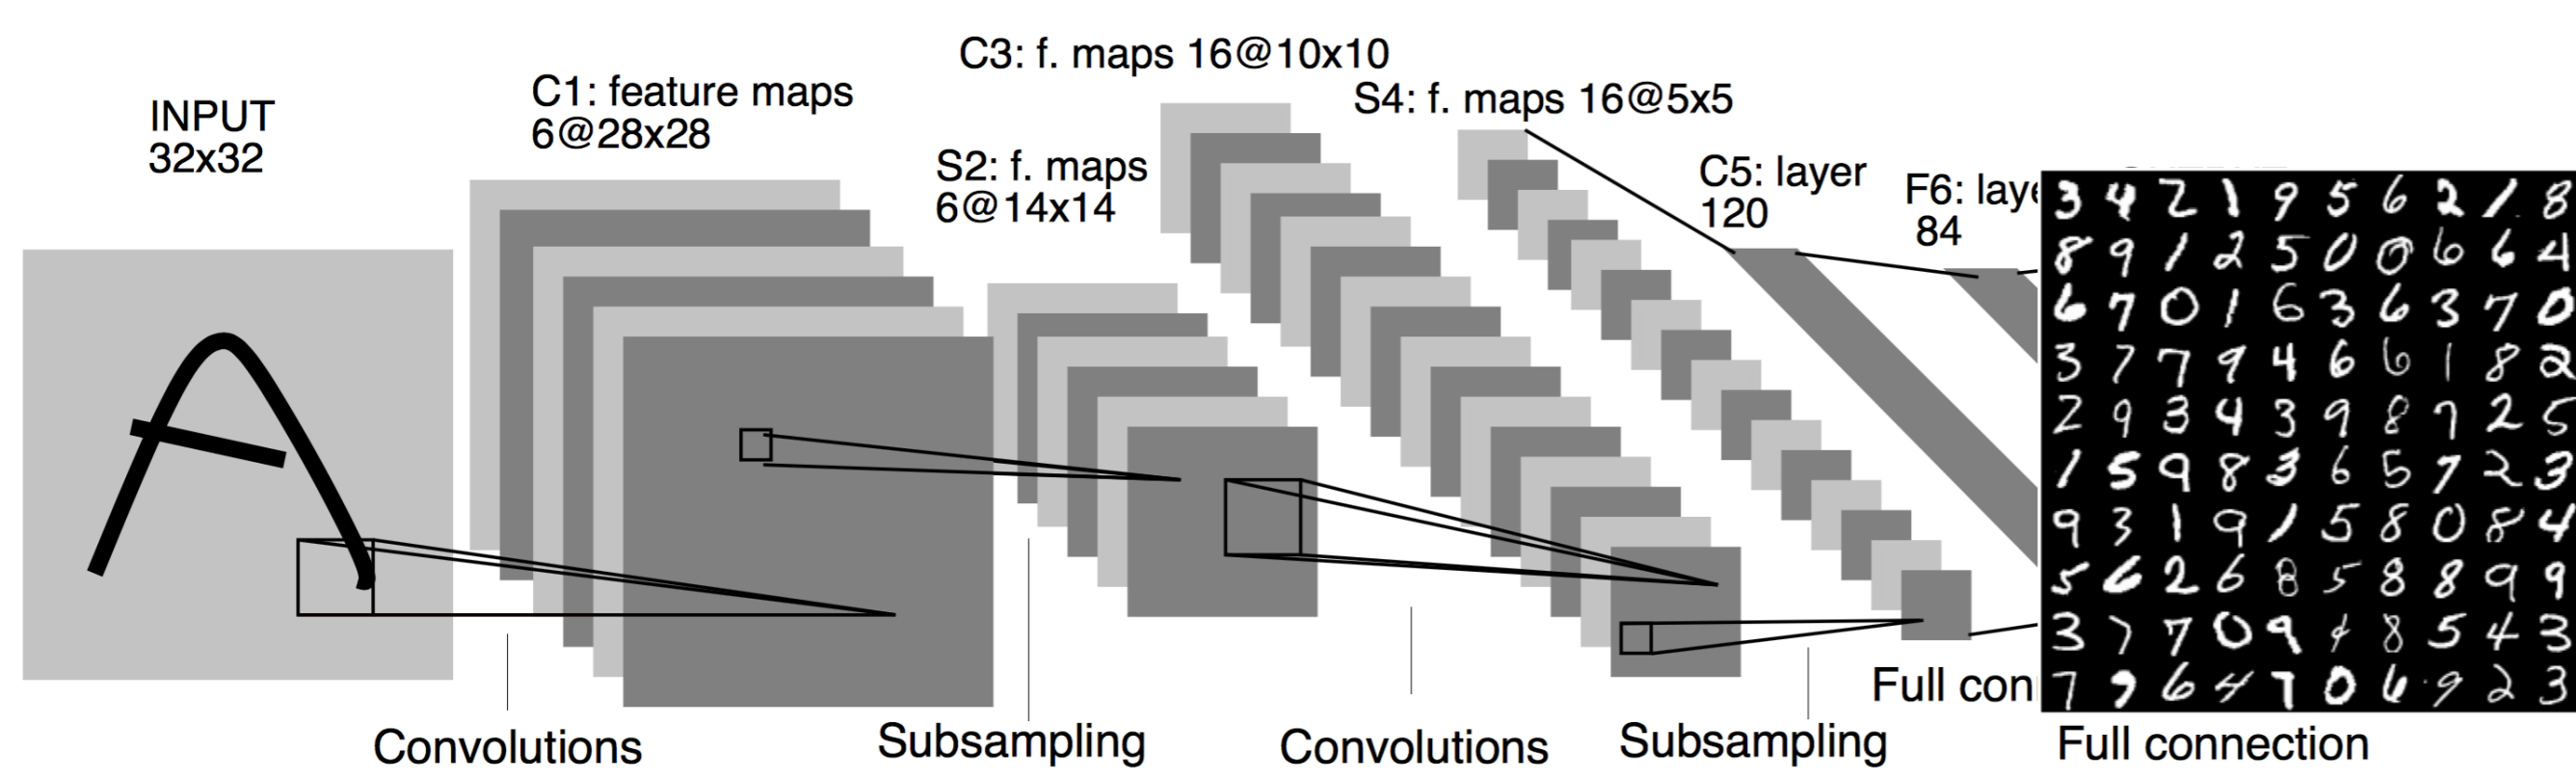 INPUT
32x32
C1: feature maps
6@28x28
S2: f. maps
6@14x14
C3: f. maps 16@10x10
S4: f. maps 16@5x5
C5: layer
120
F6: laye
84
3 4 2 1 9 5 6 2 1 8
8 9 1 2 5 0 0 6 6 4
6 7 0 1 6 3 6 3 7 0
3 7 7 9 4 6 6 1 8 2
2 9 3 4 3 9 8 7 2 5
1 5 9 8 3 6 5 7 2 3
9 3 1 9 1 5 8 0 8 4
5 6 2 6 8 5 8 8 9 9
3 7 7 0 9 4 8 5 4 3
7 9 6 4 7 0 6 9 2 3
Convolutions
Subsampling
Convolutions
Subsampling
Full con
Full connection